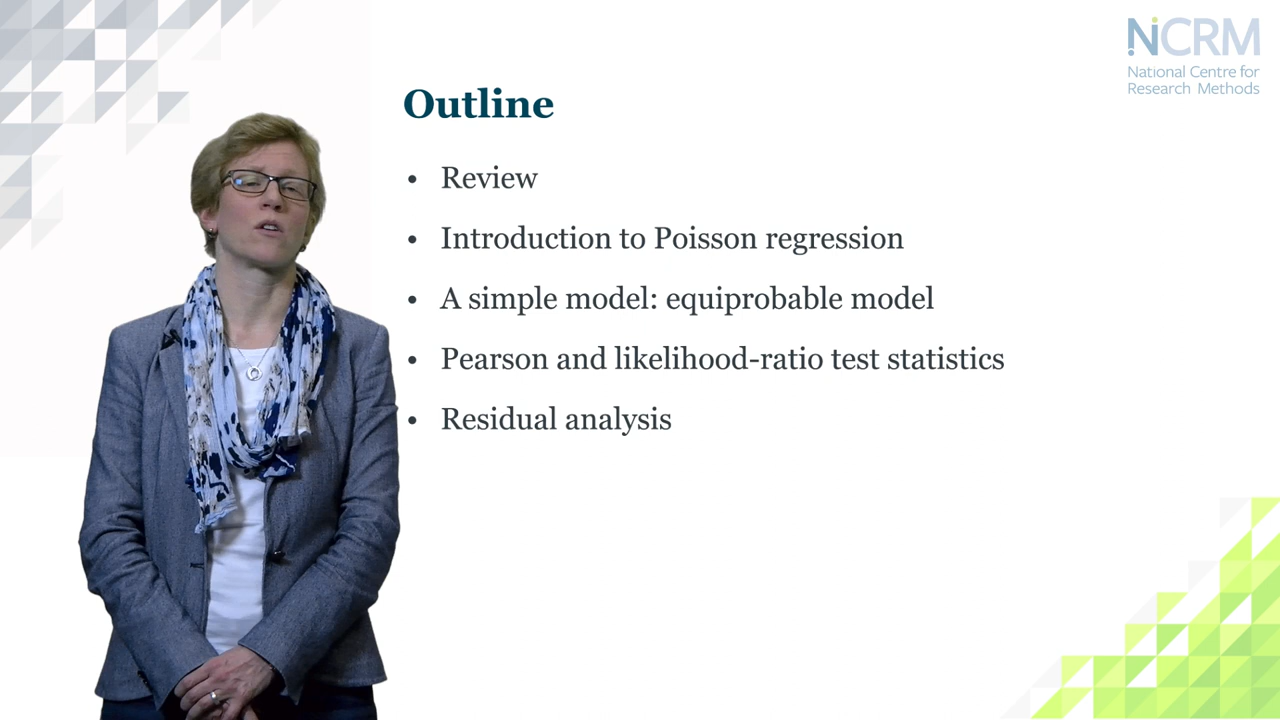 NCRM
National Centre for
Research Methods
Outline
• Review
• Introduction to Poisson regression
• A simple model: equiprobable model
• Pearson and likelihood-ratio test statistics
• Residual analysis